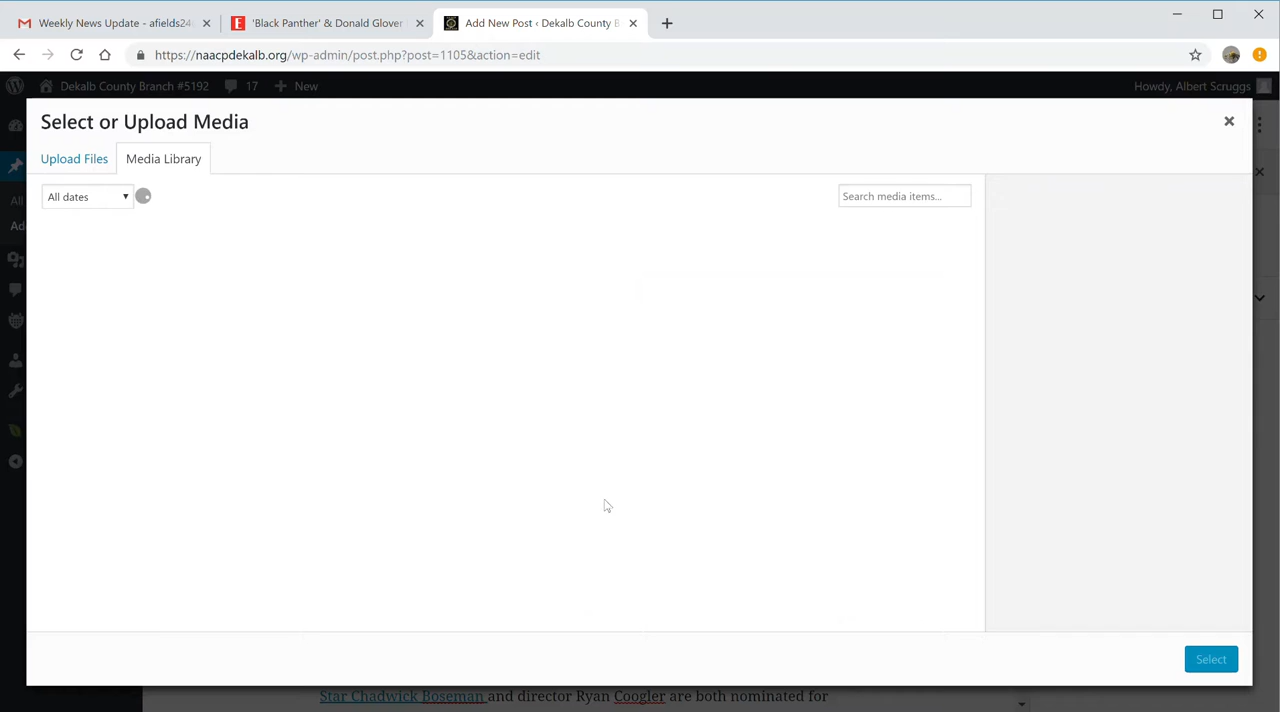 Weekly News Update - afields24
'Black Panther' & Donald Glover
Add New Post ‹ Dekalb County B
https://naacpdekalb.org/wp-admin/post.php?post=1105&action=edit
Dekalb County Branch #5192
17
New
Howdy, Albert Scruggs
Select or Upload Media
Upload Files
Media Library
All dates
Search media items...
All
Ad
Select
Star Chadwick Boseman and director Ryan Coogler are both nominated for